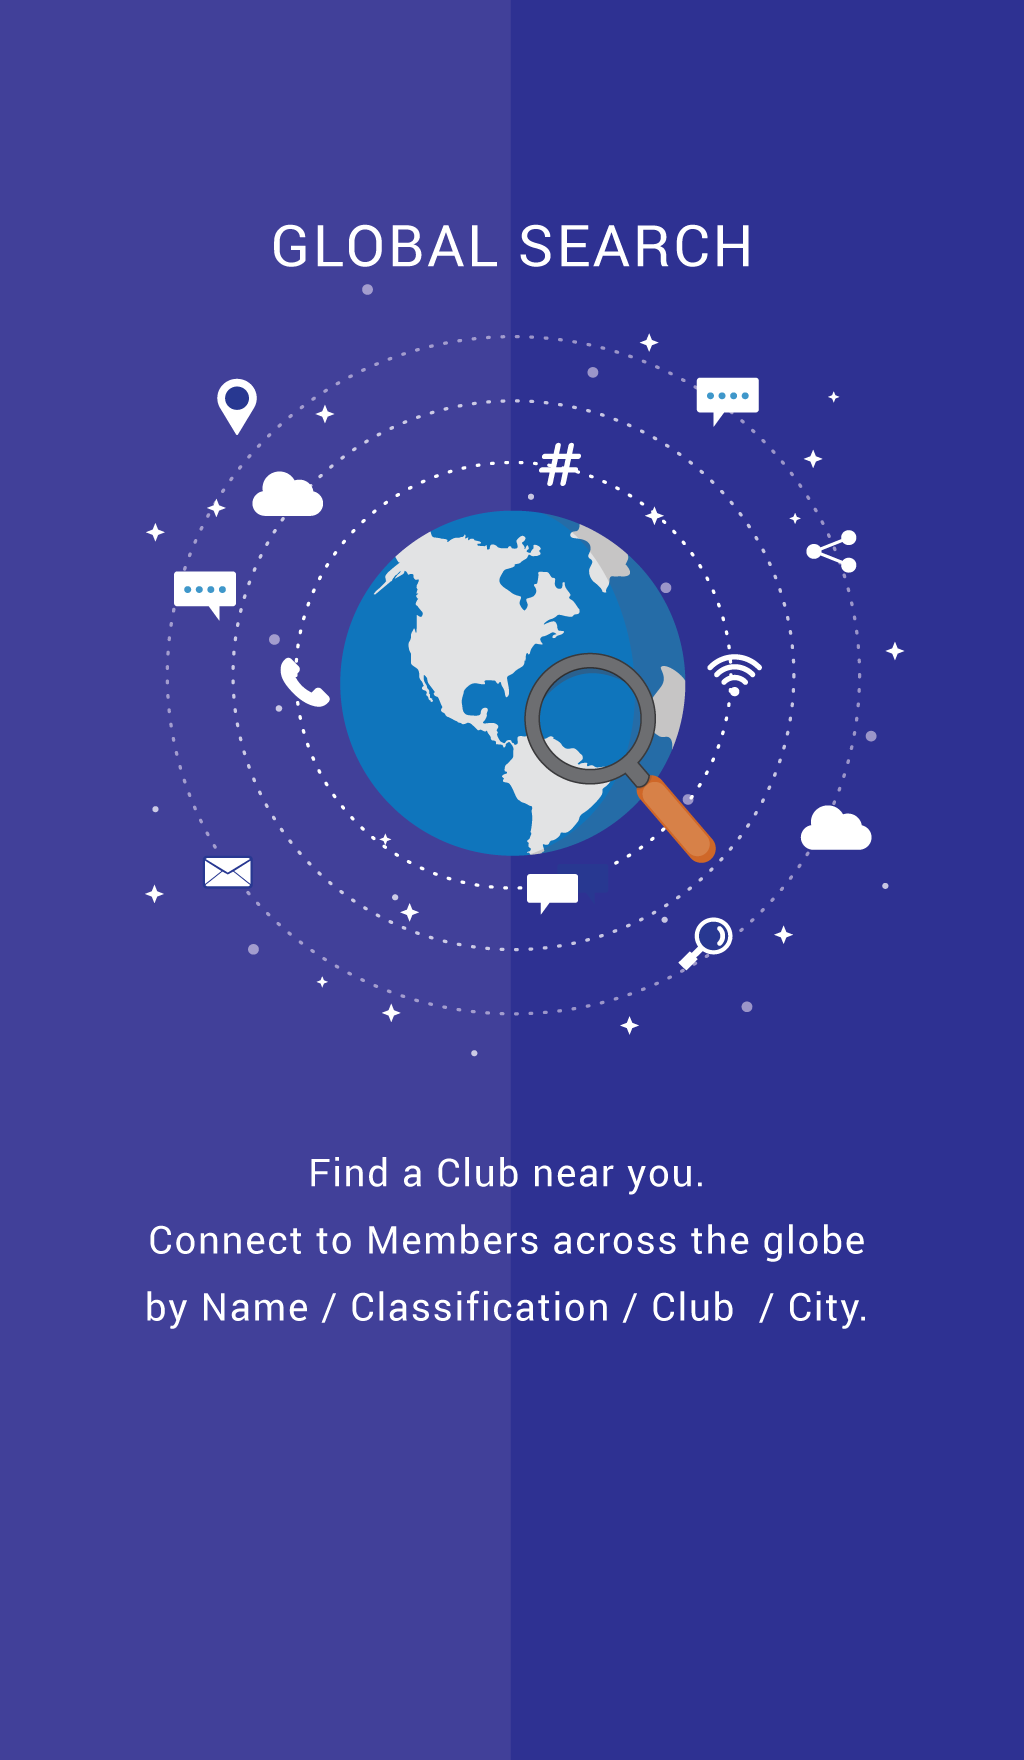 GLOBAL SEARCH
Find a Club near you.
Connect to Members across the globe
by Name / Classification / Club / City.